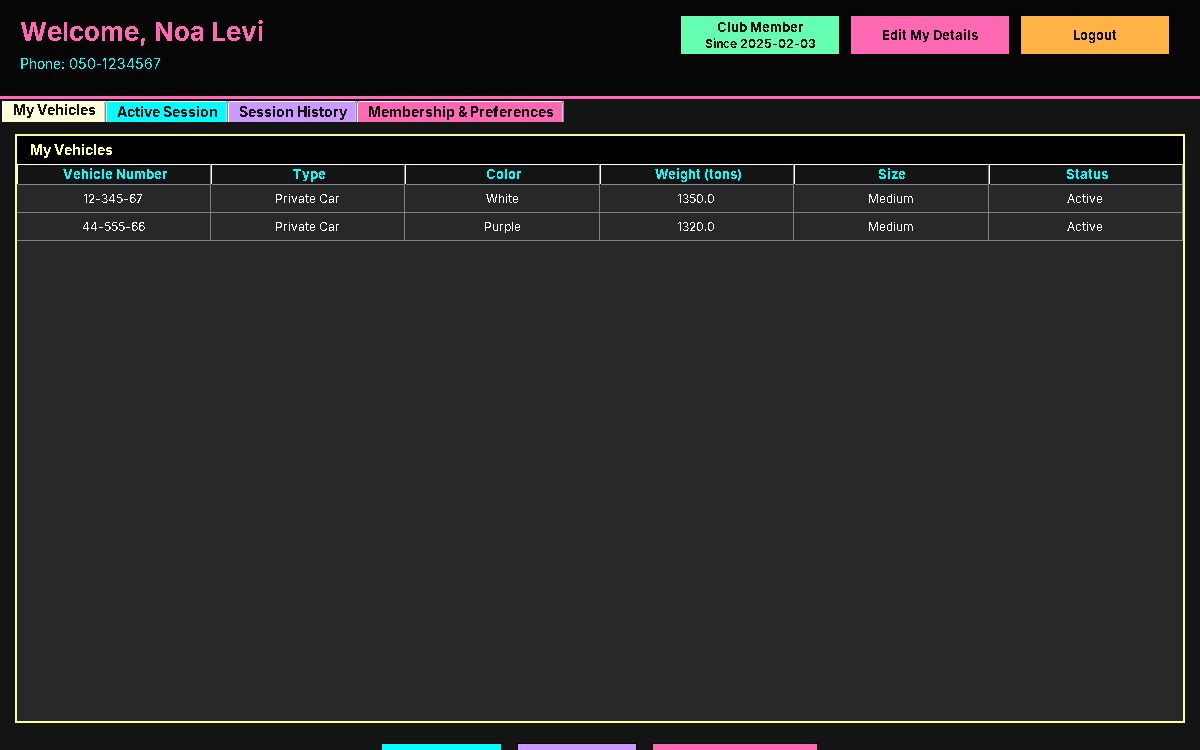 Welcome, Noa Levi
Phone: 050-1234567
Club Member
Since 2025-02-03
Edit My Details
Logout
My Vehicles
Active Session
Session History
Membership & Preferences
My Vehicles
Vehicle Number Type Color Weight (tons) Size Status
12-345-67 Private Car White 1350.0 Medium Active
44-555-66 Private Car Purple 1320.0 Medium Active